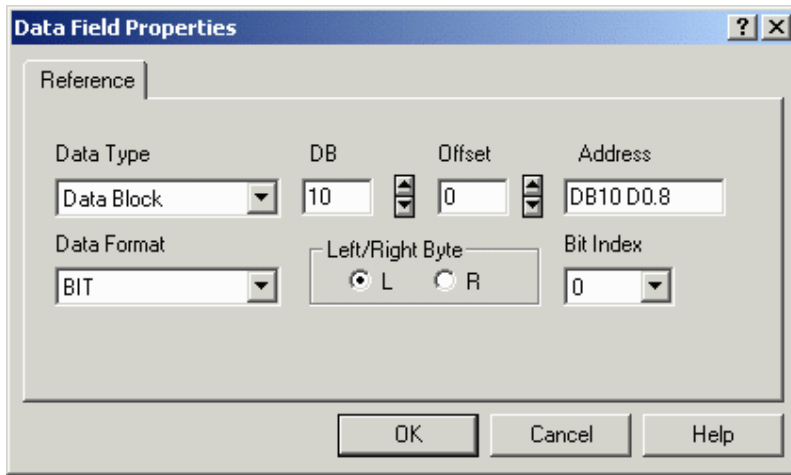 Data Field Properties
Reference
Data Type DB Offset Address
Data Block 10 0 DB10 D0.8
Data Format Left/Right Byte Bit Index
BIT L R 0
OK Cancel Help